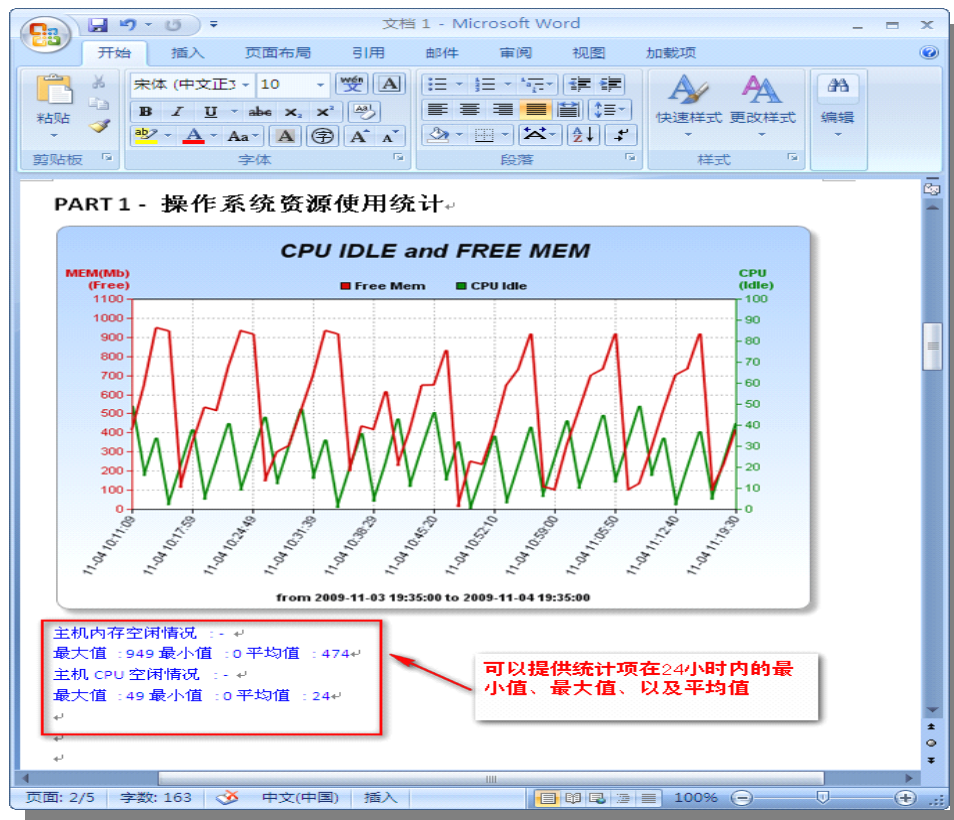 文档 1 - Microsoft Word
开始 插入 页面布局 引用 邮件 审阅 视图 加载项
宋体 (中文正文 10 wén A
粘贴 B I U abc x₂ x² 快速样式 更改样式 编辑
ab A Aa A 字 A A A Z
剪贴板 字体 段落 样式
PART 1 - 操作系统资源使用统计
CPU IDLE and FREE MEM
MEM(Mb) CPU
(Free) Free Mem CPU Idle (Idle)
1100 100
1000 90
900 80
800 70
700 60
600 50
500 40
400 30
300 20
200 10
100 0
0
11-04 10:11:09 11-04 10:17:59 11-04 10:24:49 11-04 10:31:39 11-04 10:38:29 11-04 10:45:20 11-04 10:52:10 11-04 10:59:00 11-04 11:05:50 11-04 11:12:40 11-04 11:19:30
from 2009-11-03 19:35:00 to 2009-11-04 19:35:00
主机内存空闲情况 : -
最大值 : 949 最小值 : 0 平均值 : 474
主机 CPU 空闲情况 : -
最大值 : 49 最小值 : 0 平均值 : 24
可以提供统计项在24小时内的最
小值、最大值、以及平均值
页面: 2/5 字数: 163 中文(中国) 插入 100%